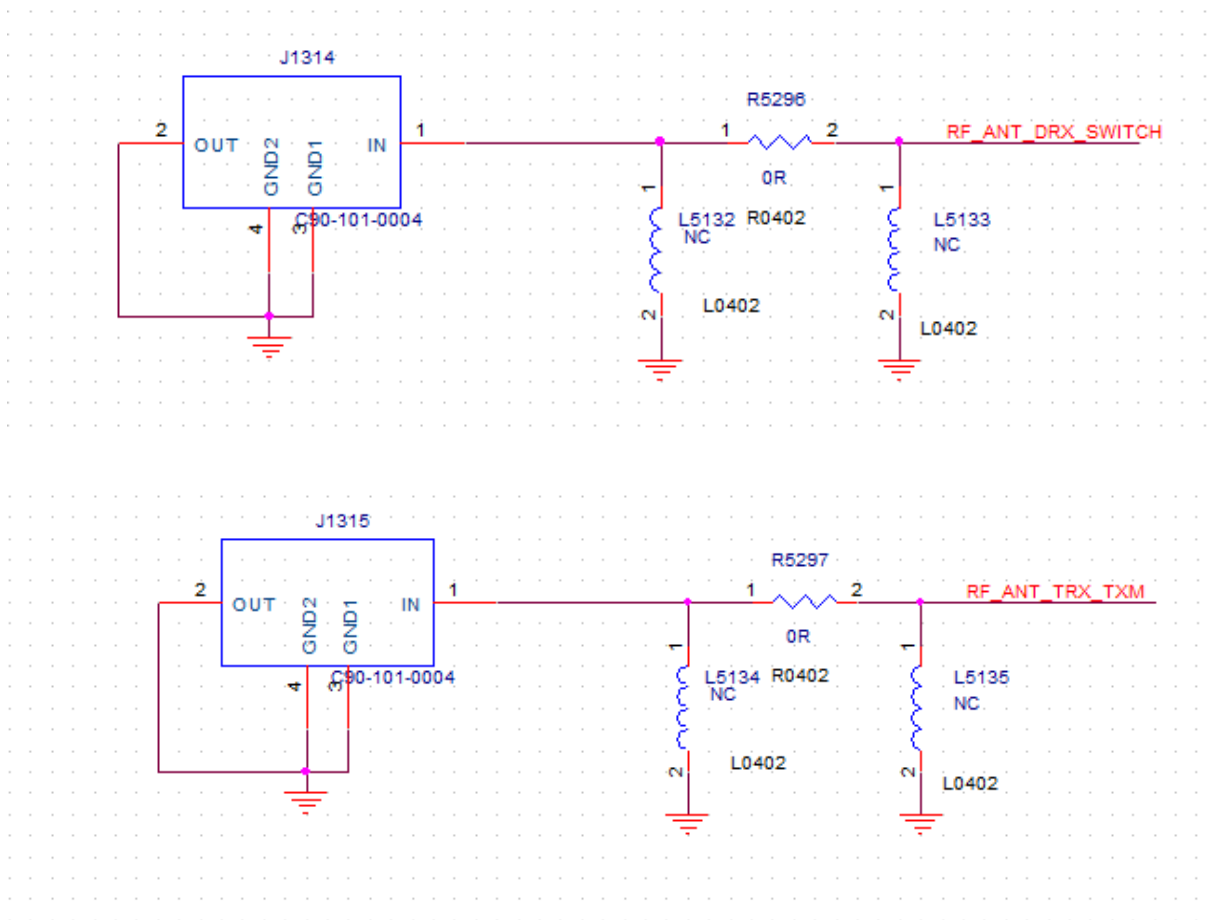 J1314
R5296
2 OUT GND2 GND1 IN 1
1 2 RF_ANT_DRX_SWITCH
0R
4 3 C90-101-0004
1 L5132 R0402 1 L5133
NC NC
2 L0402 2 L0402
J1315
R5297
2 OUT GND2 GND1 IN 1
1 2 RF_ANT_TRX_TXM
0R
4 3 C90-101-0004
1 L5134 R0402 1 L5135
NC NC
2 L0402 2 L0402